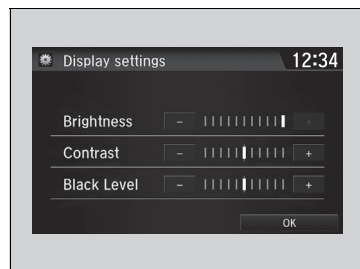 Display settings 12:34
Brightness - +
Contrast - +
Black Level - +
OK